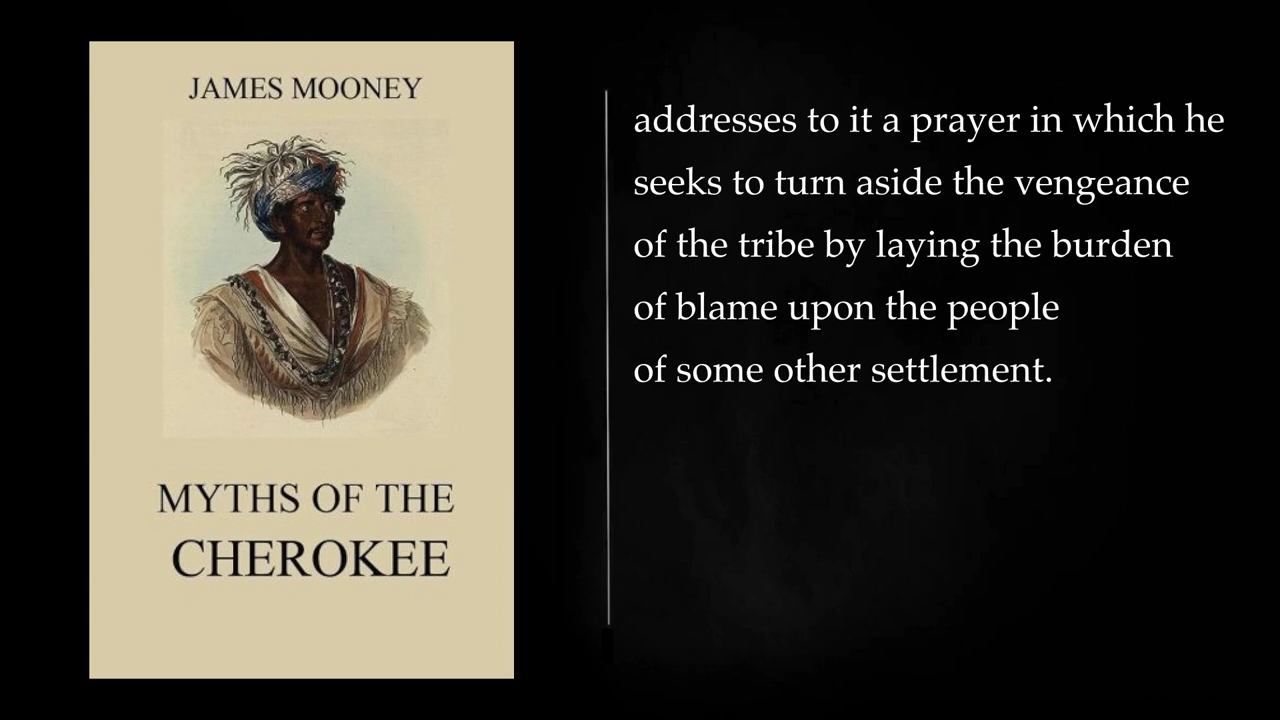 JAMES MOONEY
MYTHS OF THE
CHEROKEE
addresses to it a prayer in which he
seeks to turn aside the vengeance
of the tribe by laying the burden
of blame upon the people
of some other settlement.